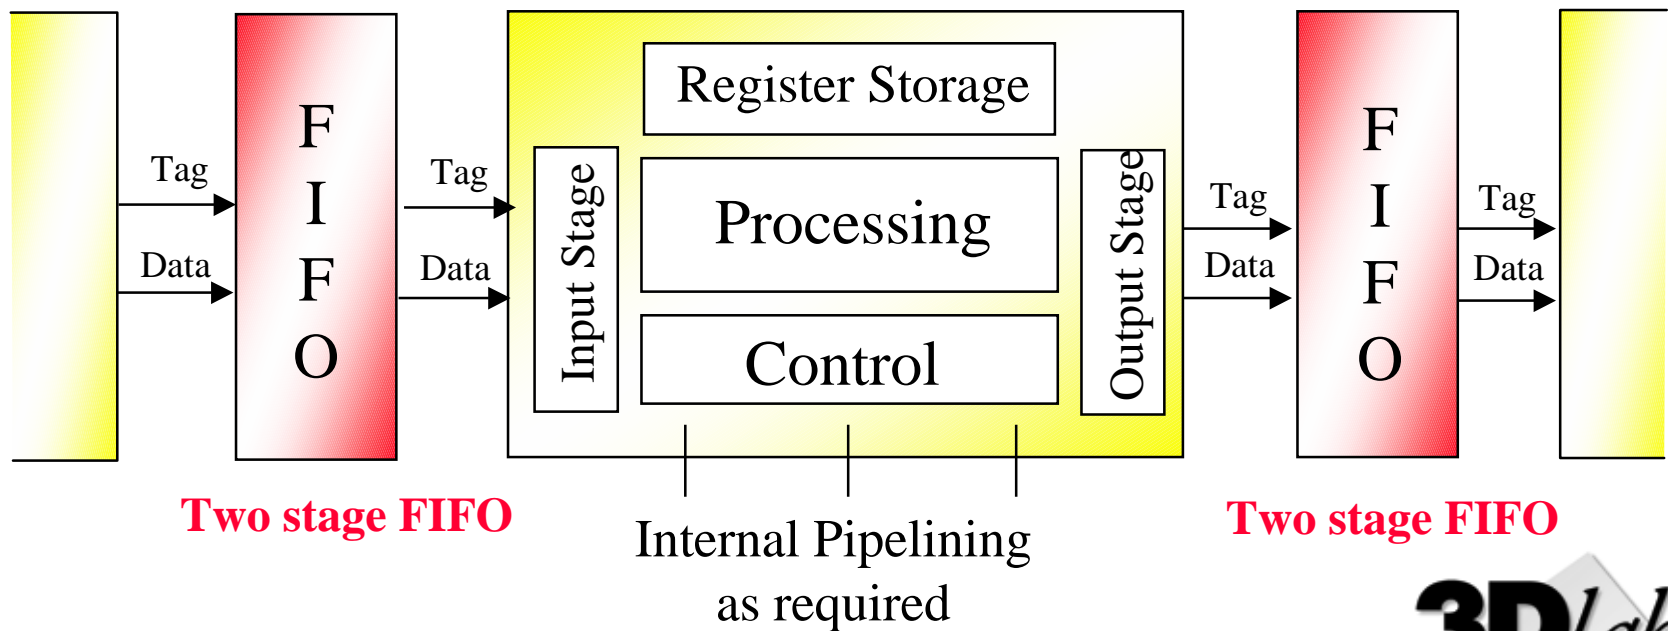 Tag
Data
F
I
F
O
Tag
Data
Two stage FIFO
Register Storage
Input Stage
Processing
Control
Output Stage
Internal Pipelining
as required
Tag
Data
F
I
F
O
Tag
Data
Two stage FIFO
3Dlab